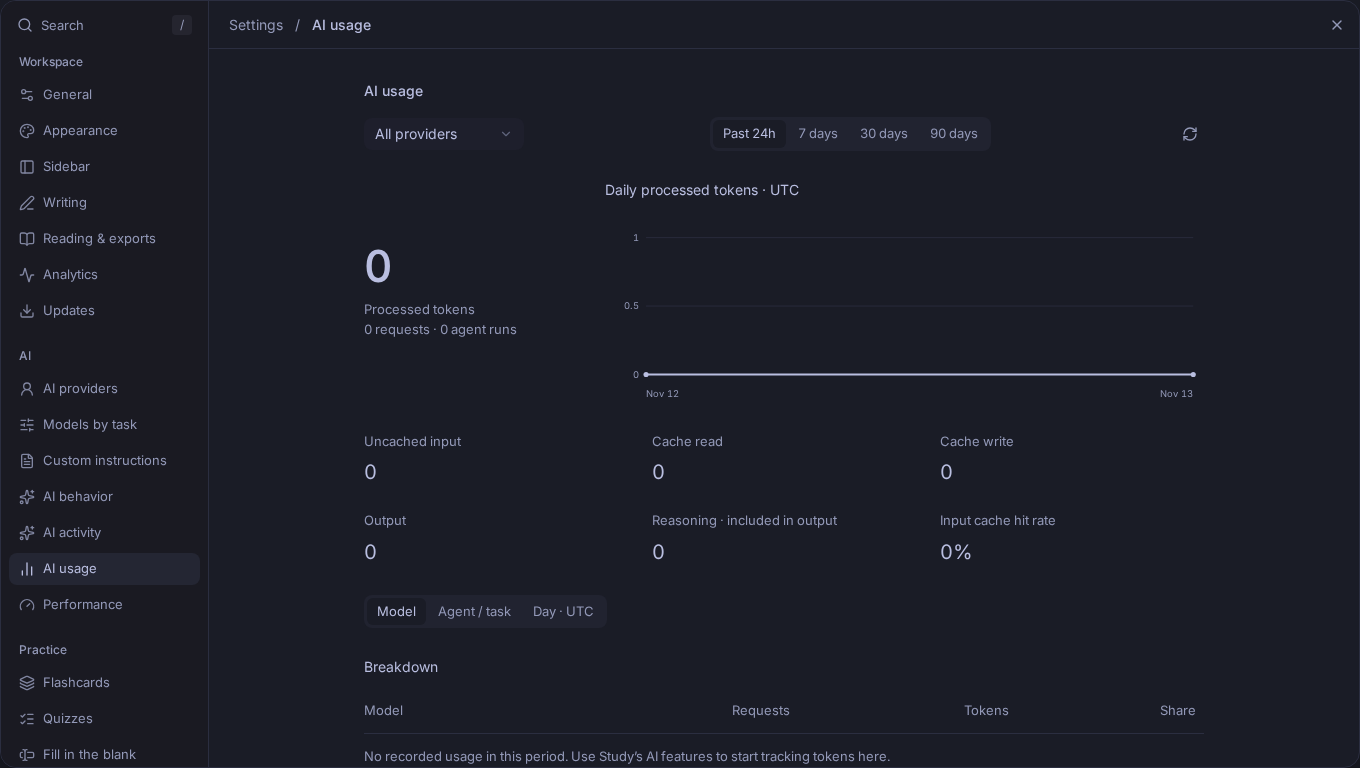 Search /
Workspace
General
Appearance
Sidebar
Writing
Reading & exports
Analytics
Updates
AI
AI providers
Models by task
Custom instructions
AI behavior
AI activity
AI usage
Performance
Practice
Flashcards
Quizzes
Fill in the blank
Settings / AI usage
AI usage
All providers
Past 24h 7 days 30 days 90 days
Daily processed tokens · UTC
0
Processed tokens
0 requests · 0 agent runs
1
0.5
0
Nov 12 Nov 13
Uncached input Cache read Cache write
0 0 0
Output Reasoning · included in output Input cache hit rate
0 0 0%
Model Agent / task Day · UTC
Breakdown
Model Requests Tokens Share
No recorded usage in this period. Use Study's AI features to start tracking tokens here.